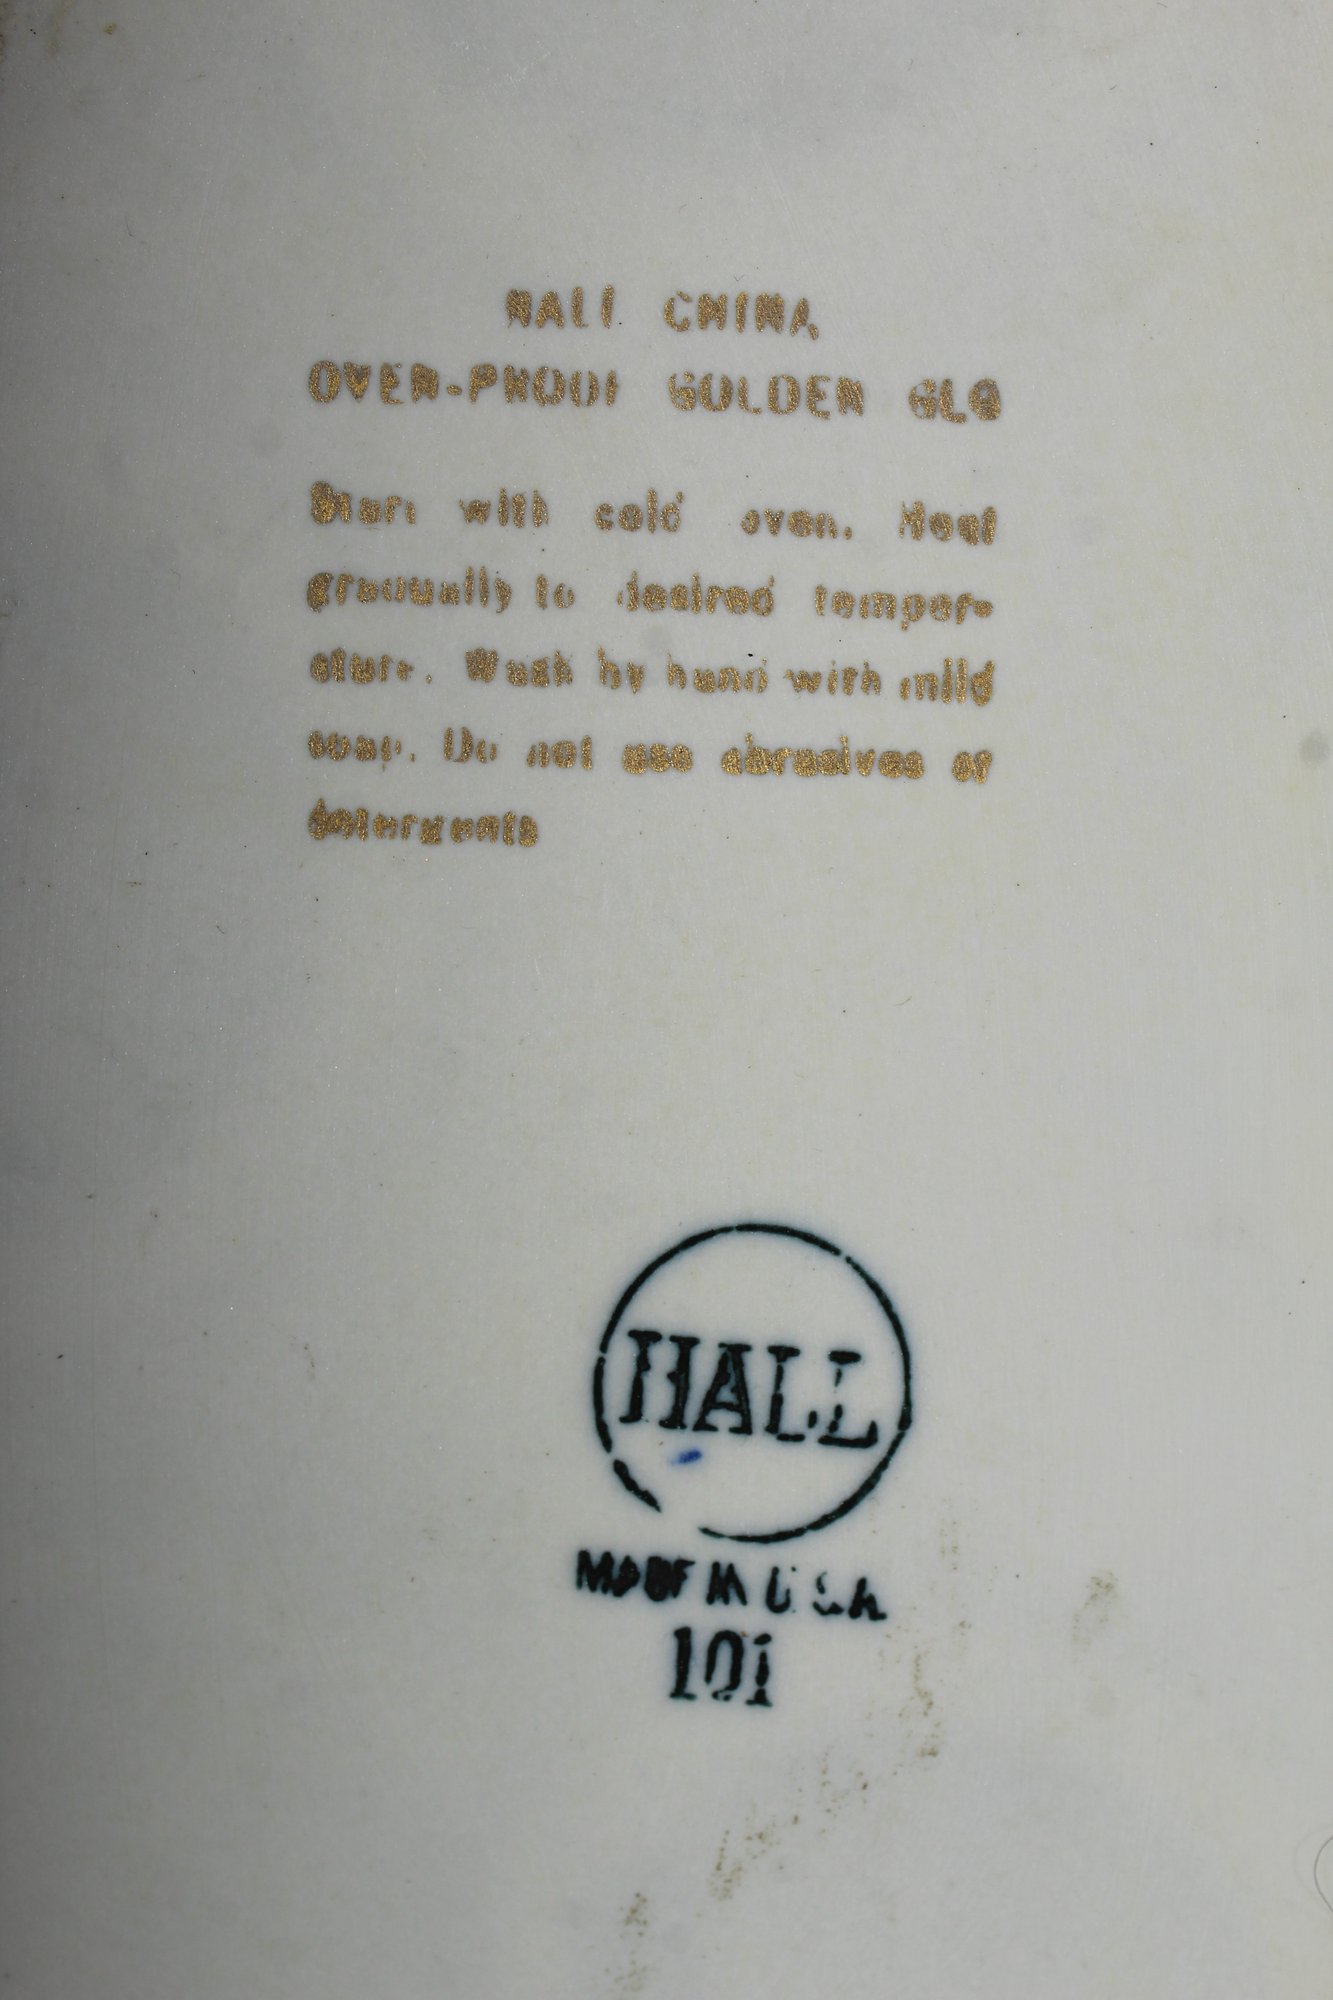 HALL CHINA
OVEN-PROOF GOLDEN GLO
Start with cold oven. Heat
gradually to desired temper-
ature. Wash by hand with mild
soap. Do not use abrasives or
detergents
HALL
MADE IN U.S.A.
101